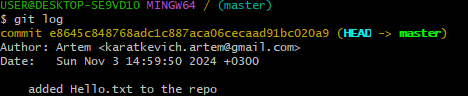 USER@DESKTOP-SE9VD1O MINGW64 / (master)
$ git log
commit e8645c848768adc1c887aca06cecaad91bc020a9 (HEAD -> master)
Author: Artem <karatkevich.artem@gmail.com>
Date:   Sun Nov 3 14:59:50 2024 +0300
    added Hello.txt to the repo